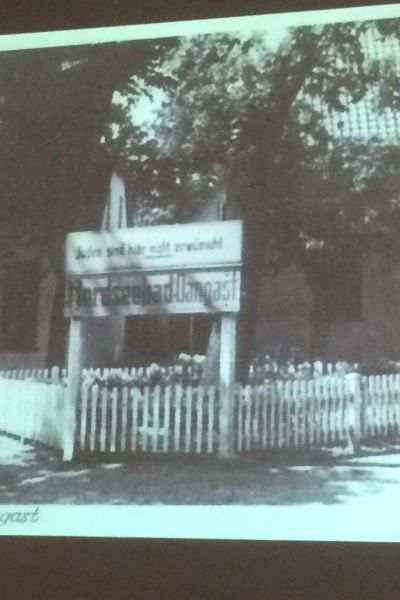 Juden sind hier nicht erwünscht
Nordseebad-Dangast
gast